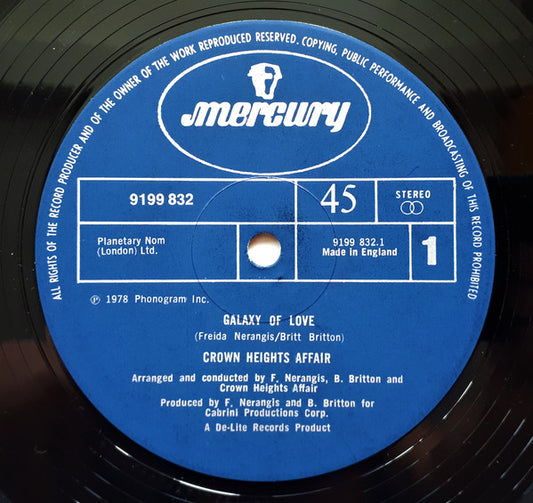 ALL RIGHTS OF THE RECORD PRODUCER AND OF THE OWNER OF THE WORK REPRODUCED RESERVED. COPYING, PUBLIC PERFORMANCE AND BROADCASTING OF THIS RECORD PROHIBITED
mercury
9199 832
45
STEREO
Planetary Nom
(London) Ltd.
9199 832.1
Made in England
1
℗ 1978 Phonogram Inc.
GALAXY OF LOVE
(Freida Nerangis/Britt Britton)
CROWN HEIGHTS AFFAIR
Arranged and conducted by F. Nerangis, B. Britton and
Crown Heights Affair
Produced by F. Nerangis and B. Britton for
Cabrini Productions Corp.
A De-Lite Records Product